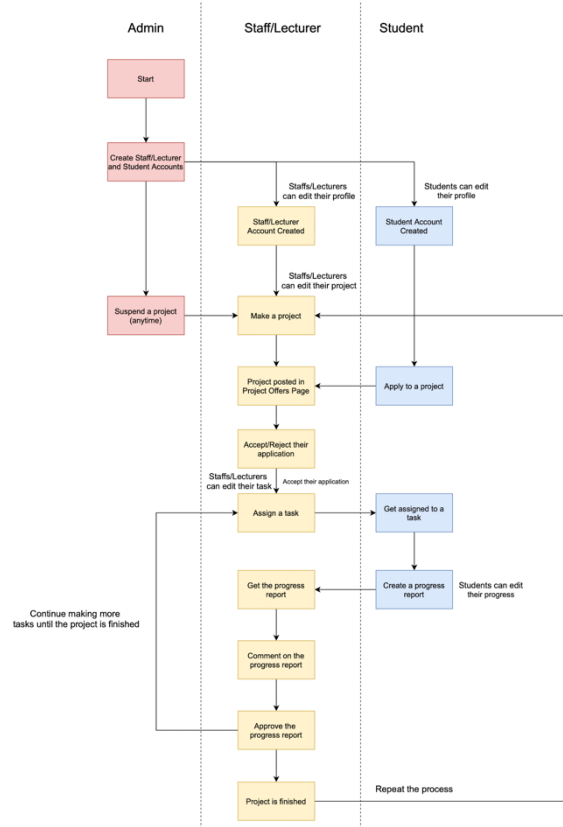 Admin
Staff/Lecturer
Student
Start
Create Staff/Lecturer
and Student Accounts
Staffs/Lecturers
can edit their profile
Students can edit
their profile
Staff/Lecturer
Account Created
Student Account
Created
Staffs/Lecturers
can edit their project
Suspend a project
(anytime)
Make a project
Project posted in
Project Offers Page
Apply to a project
Accept/Reject their
application
Staffs/Lecturers
can edit their task
Accept their application
Assign a task
Get assigned to a
task
Get the progress
report
Create a progress
report
Students can edit
their progress
Continue making more
tasks until the project is finished
Comment on the
progress report
Approve the
progress report
Project is finished
Repeat the process